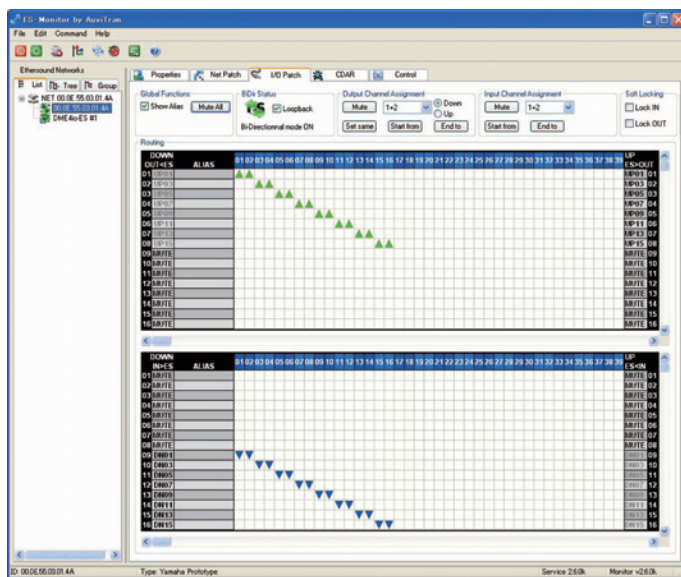 ES-Monitor by AuviTran
File Edit Command Help
Ethersound Networks
List Tree Group
NET 00.0E.55.03.01.4A
00.0E.55.03.01.4A
DME4io-ES #1
Properties Net Patch I/O Patch CDAR Control
Global Functions BiDir Status Output Channel Assignment Input Channel Assignment Soft Locking
Show Alias Mute All Loopback Mute 1+2 Down Up Mute 1+2 Lock IN
Bi-Directionnal mode ON Set same Start from End to Start from End to Lock OUT
Routing
DOWN OUT<ES ALIAS 01 02 03 04 05 06 07 08 09 10 11 12 13 14 15 16 17 18 19 20 21 22 23 24 25 26 27 28 29 30 31 32 33 34 35 36 37 38 39 UP ES>OUT
01 UP01 UP01 01
02 UP03 UP03 02
03 UP05 UP05 03
04 UP07 UP07 04
05 UP09 UP09 05
06 UP11 UP11 06
07 UP13 UP13 07
08 UP15 UP15 08
09 MUTE MUTE 09
10 MUTE MUTE 10
11 MUTE MUTE 11
12 MUTE MUTE 12
13 MUTE MUTE 13
14 MUTE MUTE 14
15 MUTE MUTE 15
16 MUTE MUTE 16
DOWN IN>ES ALIAS 01 02 03 04 05 06 07 08 09 10 11 12 13 14 15 16 17 18 19 20 21 22 23 24 25 26 27 28 29 30 31 32 33 34 35 36 37 38 39 UP ES<IN
01 MUTE MUTE 01
02 MUTE MUTE 02
03 MUTE MUTE 03
04 MUTE MUTE 04
05 MUTE MUTE 05
06 MUTE MUTE 06
07 MUTE MUTE 07
08 MUTE MUTE 08
09 DN01 DN01 09
10 DN03 DN03 10
11 DN05 DN05 11
12 DN07 DN07 12
13 DN09 DN09 13
14 DN11 DN11 14
15 DN13 DN13 15
16 DN15 DN15 16
ID: 00.0E.55.03.01.4A Type: Yamaha Prototype Service 2.6.0k Monitor v2.6.0k